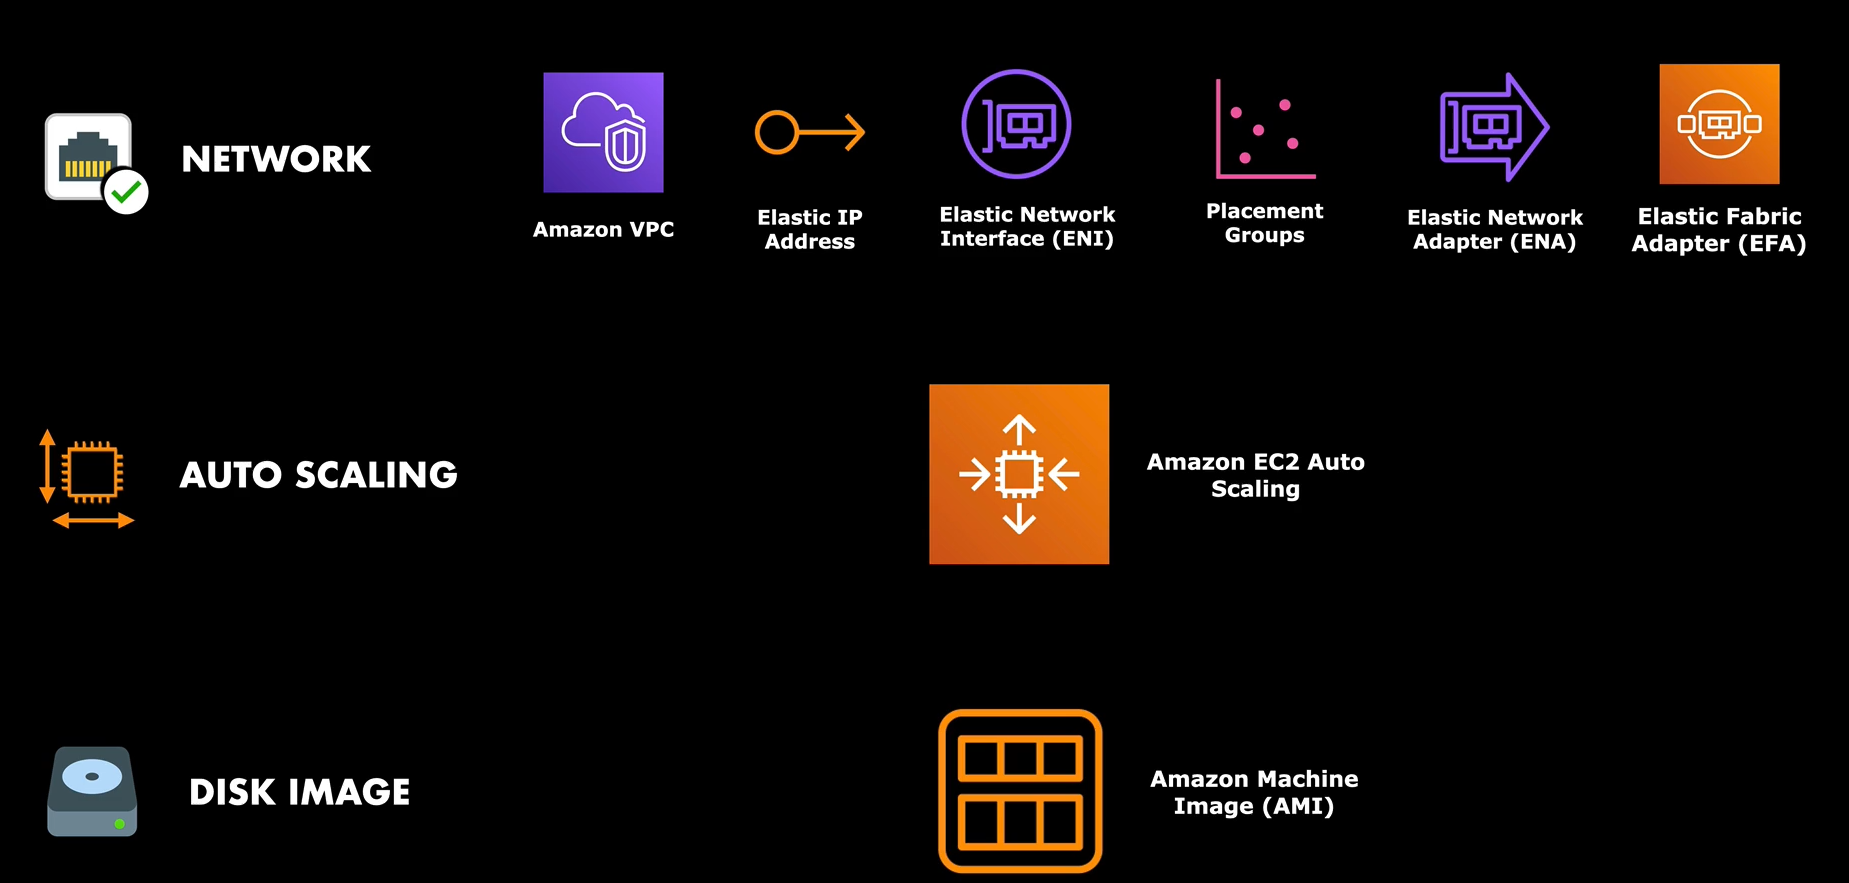 NETWORK
Amazon VPC
Elastic IP
Address
Elastic Network
Interface (ENI)
Placement
Groups
Elastic Network
Adapter (ENA)
Elastic Fabric
Adapter (EFA)
AUTO SCALING
Amazon EC2 Auto
Scaling
DISK IMAGE
Amazon Machine
Image (AMI)